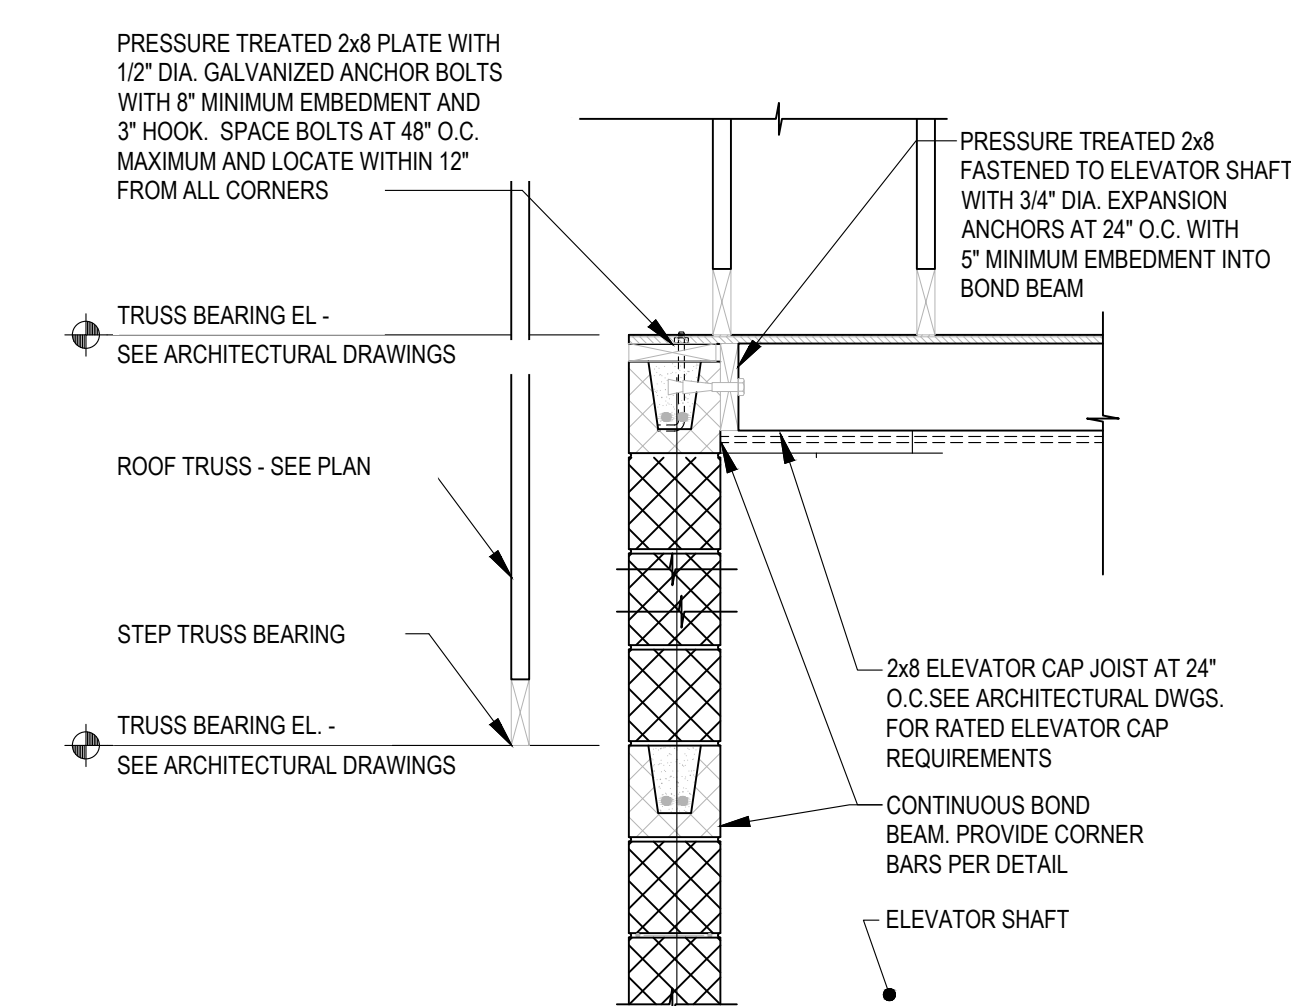 PRESSURE TREATED 2x8 PLATE WITH
1/2" DIA. GALVANIZED ANCHOR BOLTS
WITH 8" MINIMUM EMBEDMENT AND
3" HOOK. SPACE BOLTS AT 48" O.C.
MAXIMUM AND LOCATE WITHIN 12"
FROM ALL CORNERS
PRESSURE TREATED 2x8
FASTENED TO ELEVATOR SHAFT
WITH 3/4" DIA. EXPANSION
ANCHORS AT 24" O.C. WITH
5" MINIMUM EMBEDMENT INTO
BOND BEAM
TRUSS BEARING EL -
SEE ARCHITECTURAL DRAWINGS
ROOF TRUSS - SEE PLAN
STEP TRUSS BEARING
TRUSS BEARING EL. -
SEE ARCHITECTURAL DRAWINGS
2x8 ELEVATOR CAP JOIST AT 24"
O.C.SEE ARCHITECTURAL DWGS.
FOR RATED ELEVATOR CAP
REQUIREMENTS
CONTINUOUS BOND
BEAM. PROVIDE CORNER
BARS PER DETAIL
ELEVATOR SHAFT